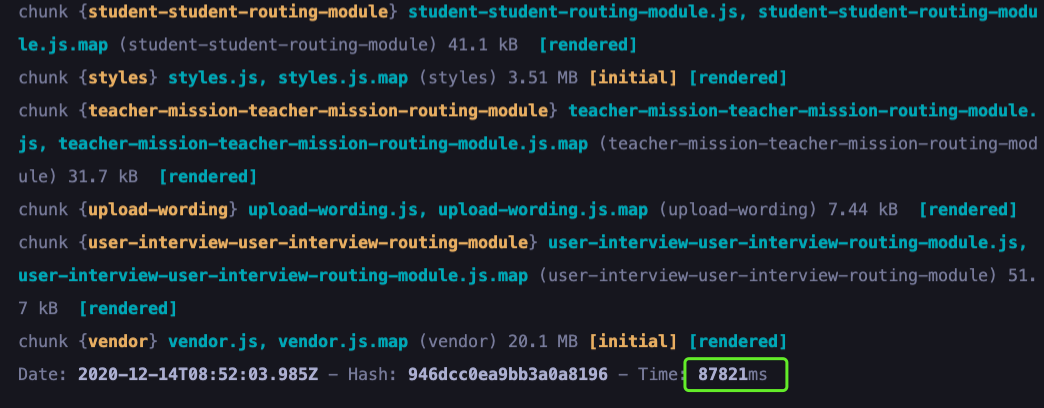 chunk {student-student-routing-module} student-student-routing-module.js, student-student-routing-modu
le.js.map (student-student-routing-module) 41.1 kB  [rendered]
chunk {styles} styles.js, styles.js.map (styles) 3.51 MB [initial] [rendered]
chunk {teacher-mission-teacher-mission-routing-module} teacher-mission-teacher-mission-routing-module.
js, teacher-mission-teacher-mission-routing-module.js.map (teacher-mission-teacher-mission-routing-mod
ule) 31.7 kB  [rendered]
chunk {upload-wording} upload-wording.js, upload-wording.js.map (upload-wording) 7.44 kB  [rendered]
chunk {user-interview-user-interview-routing-module} user-interview-user-interview-routing-module.js,
user-interview-user-interview-routing-module.js.map (user-interview-user-interview-routing-module) 51.
7 kB  [rendered]
chunk {vendor} vendor.js, vendor.js.map (vendor) 20.1 MB [initial] [rendered]
Date: 2020-12-14T08:52:03.985Z - Hash: 946dcc0ea9bb3a0a8196 - Time: 87821ms